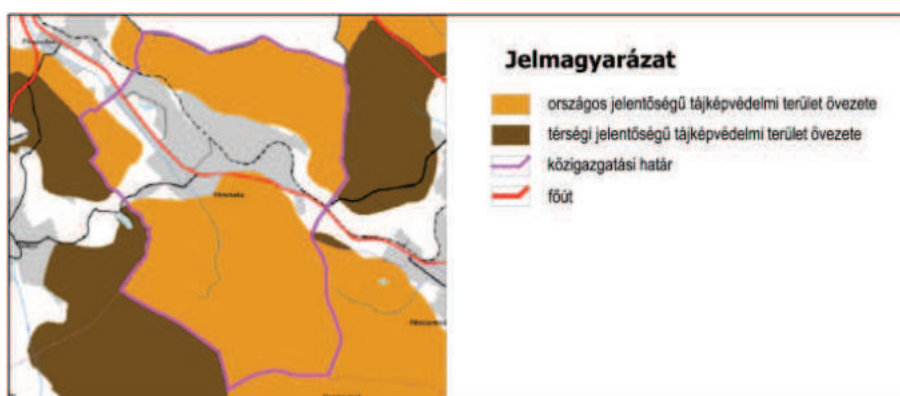 Jelmagyarázat
országos jelentőségű tájképvédelmi terület övezete
térségi jelentőségű tájképvédelmi terület övezete
közigazgatási határ
főút